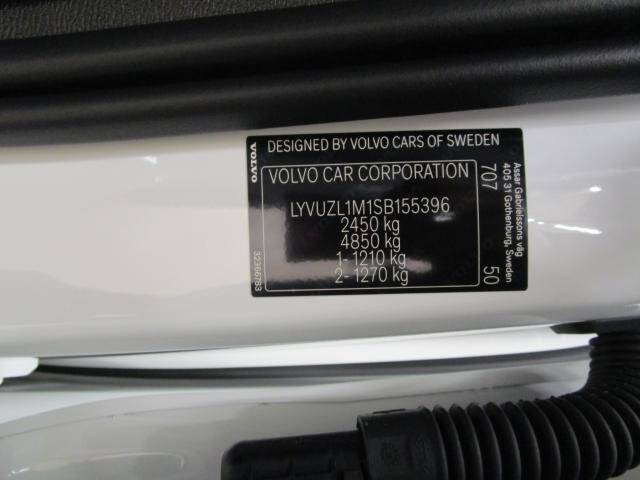 DESIGNED BY VOLVO CARS OF SWEDEN
VOLVO
VOLVO CAR CORPORATION
LYVUZL1M1SB155396
2450 kg
4850 kg
1- 1210 kg
2- 1270 kg
707
50
Assar Gabrielssons väg
405 31 Gothenburg, Sweden
32366783